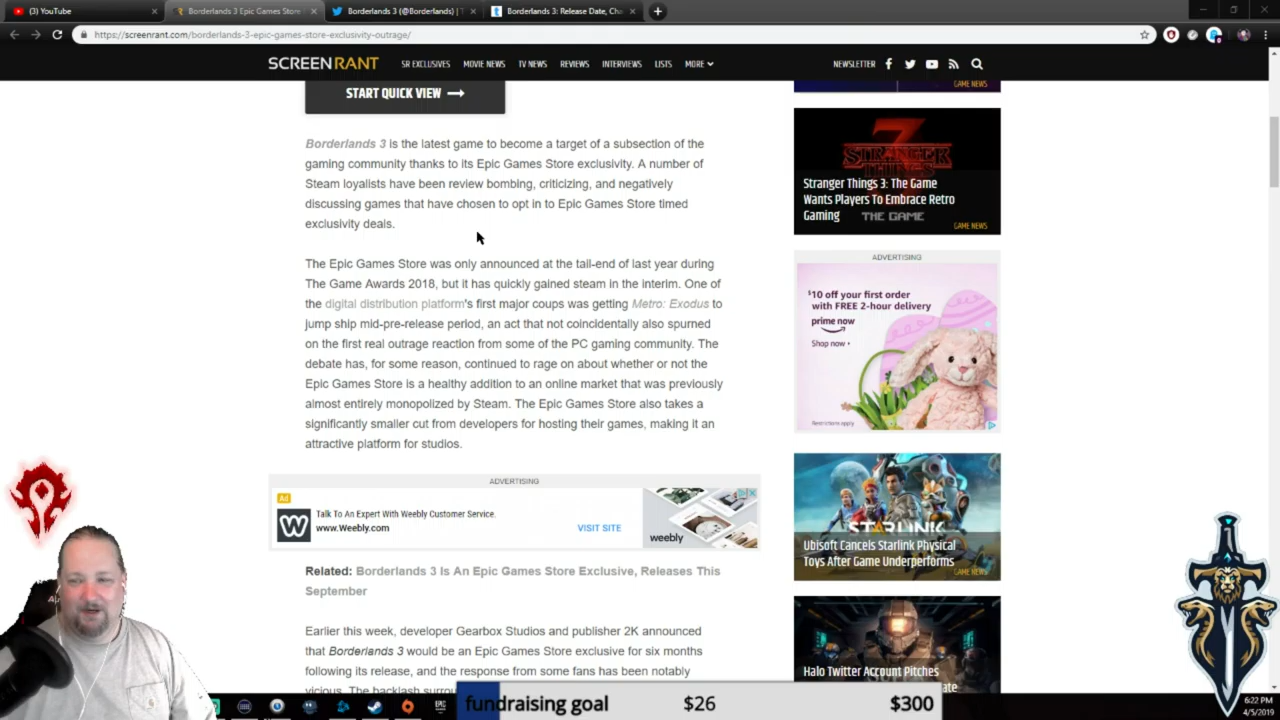 (3) YouTube
Borderlands 3 Epic Games Store
Borderlands 3 (@Borderlands) | T
Borderlands 3: Release Date, Ch
https://screenrant.com/borderlands-3-epic-games-store-exclusivity-outrage/
SCREENRANT
SR EXCLUSIVES MOVIE NEWS TV NEWS REVIEWS INTERVIEWS LISTS MORE
NEWSLETTER
START QUICK VIEW →
Borderlands 3 is the latest game to become a target of a subsection of the
gaming community thanks to its Epic Games Store exclusivity. A number of
Steam loyalists have been review bombing, criticizing, and negatively
discussing games that have chosen to opt in to Epic Games Store timed
exclusivity deals.
The Epic Games Store was only announced at the tail-end of last year during
The Game Awards 2018, but it has quickly gained steam in the interim. One of
the digital distribution platform's first major coups was getting Metro: Exodus to
jump ship mid-pre-release period, an act that not coincidentally also spurned
on the first real outrage reaction from some of the PC gaming community. The
debate has, for some reason, continued to rage on about whether or not the
Epic Games Store is a healthy addition to an online market that was previously
almost entirely monopolized by Steam. The Epic Games Store also takes a
significantly smaller cut from developers for hosting their games, making it an
attractive platform for studios.
ADVERTISING
Ad
Talk To An Expert With Weebly Customer Service.
www.Weebly.com
VISIT SITE
weebly
Related: Borderlands 3 Is An Epic Games Store Exclusive, Releases This
September
Earlier this week, developer Gearbox Studios and publisher 2K announced
that Borderlands 3 would be an Epic Games Store exclusive for six months
following its release, and the response from some fans has been notably
vicious. The backlash surrou
GAME NEWS
3
STRANGER
THINGS
Stranger Things 3: The Game
Wants Players To Embrace Retro
Gaming
THE GAME
GAME NEWS
ADVERTISING
$10 off your first order
with FREE 2-hour delivery
prime now
Shop now
Restrictions apply
STARLINK
Ubisoft Cancels Starlink Physical
Toys After Game Underperforms
GAME NEWS
Halo Twitter Account Pitches
ate
fundraising goal
$26
$300
EPIC
6:22 PM
4/5/2019